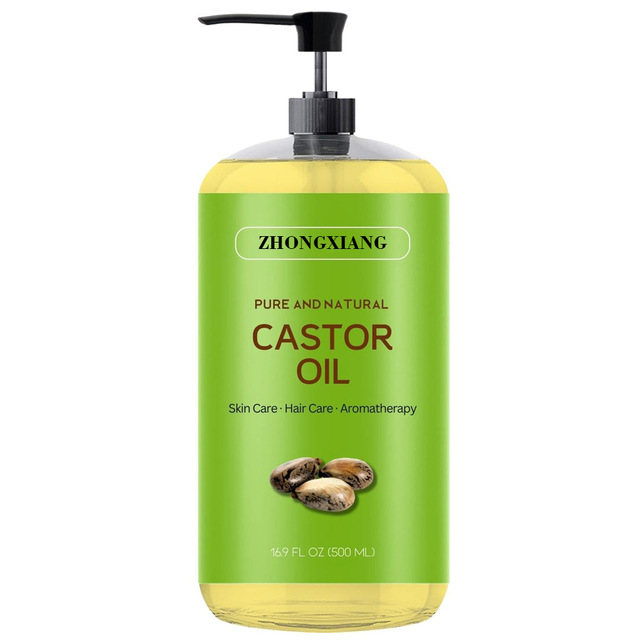 ZHONGXIANG
PURE AND NATURAL
CASTOR
OIL
Skin Care · Hair Care · Aromatherapy
16.9 FL OZ (500 ML)